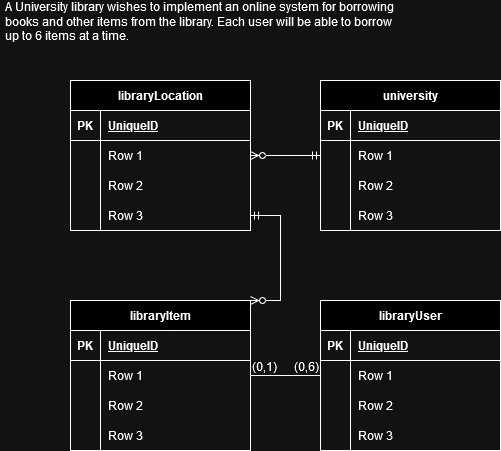 A University library wishes to implement an online system for borrowing
books and other items from the library. Each user will be able to borrow
up to 6 items at a time.
libraryLocation
PK UniqueID
Row 1
Row 2
Row 3
university
PK UniqueID
Row 1
Row 2
Row 3
libraryItem
PK UniqueID
Row 1
Row 2
Row 3
(0,1) (0,6)
libraryUser
PK UniqueID
Row 1
Row 2
Row 3